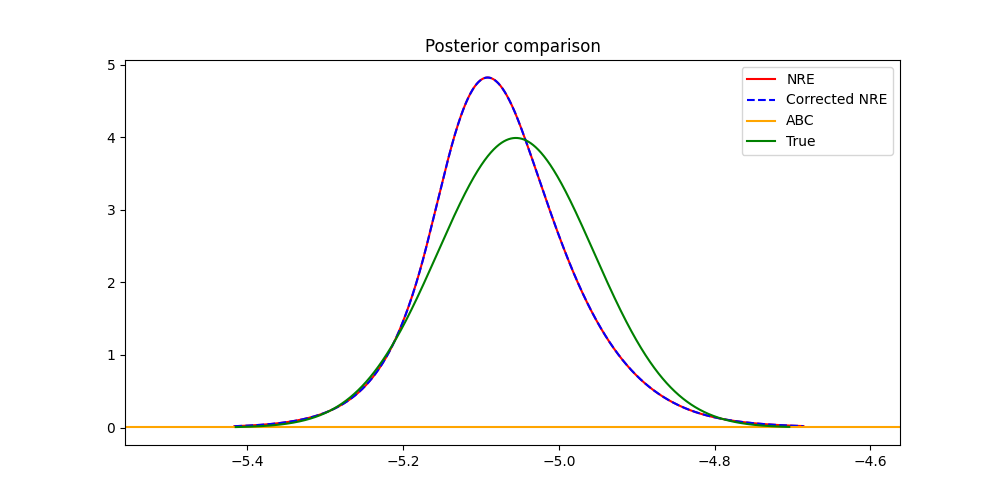 Posterior comparison
5
4
3
2
1
0
NRE
Corrected NRE
ABC
True
−5.4
−5.2
−5.0
−4.8
−4.6